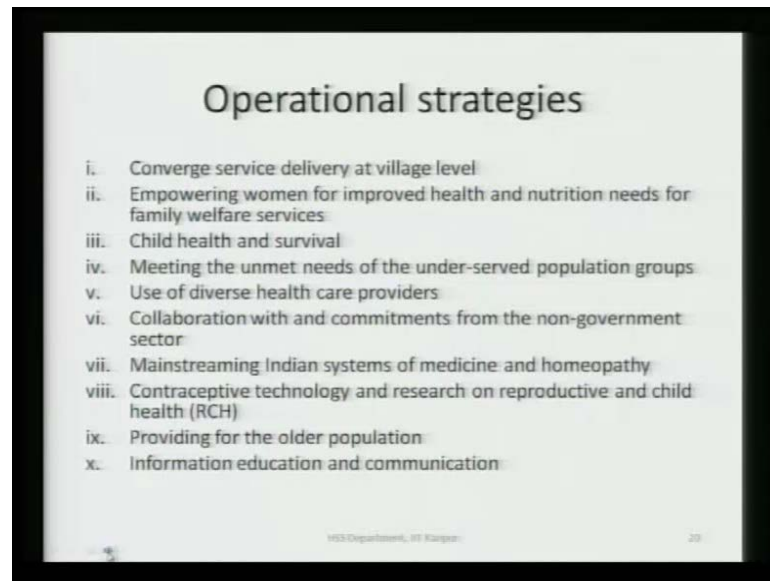 Operational strategies
i. Converge service delivery at village level
ii. Empowering women for improved health and nutrition needs for
family welfare services
iii. Child health and survival
iv. Meeting the unmet needs of the under-served population groups
v. Use of diverse health care providers
vi. Collaboration with and commitments from the non-government
sector
vii. Mainstreaming Indian systems of medicine and homeopathy
viii. Contraceptive technology and research on reproductive and child
health (RCH)
ix. Providing for the older population
x. Information education and communication
HSS Department, IIT Kanpur 20